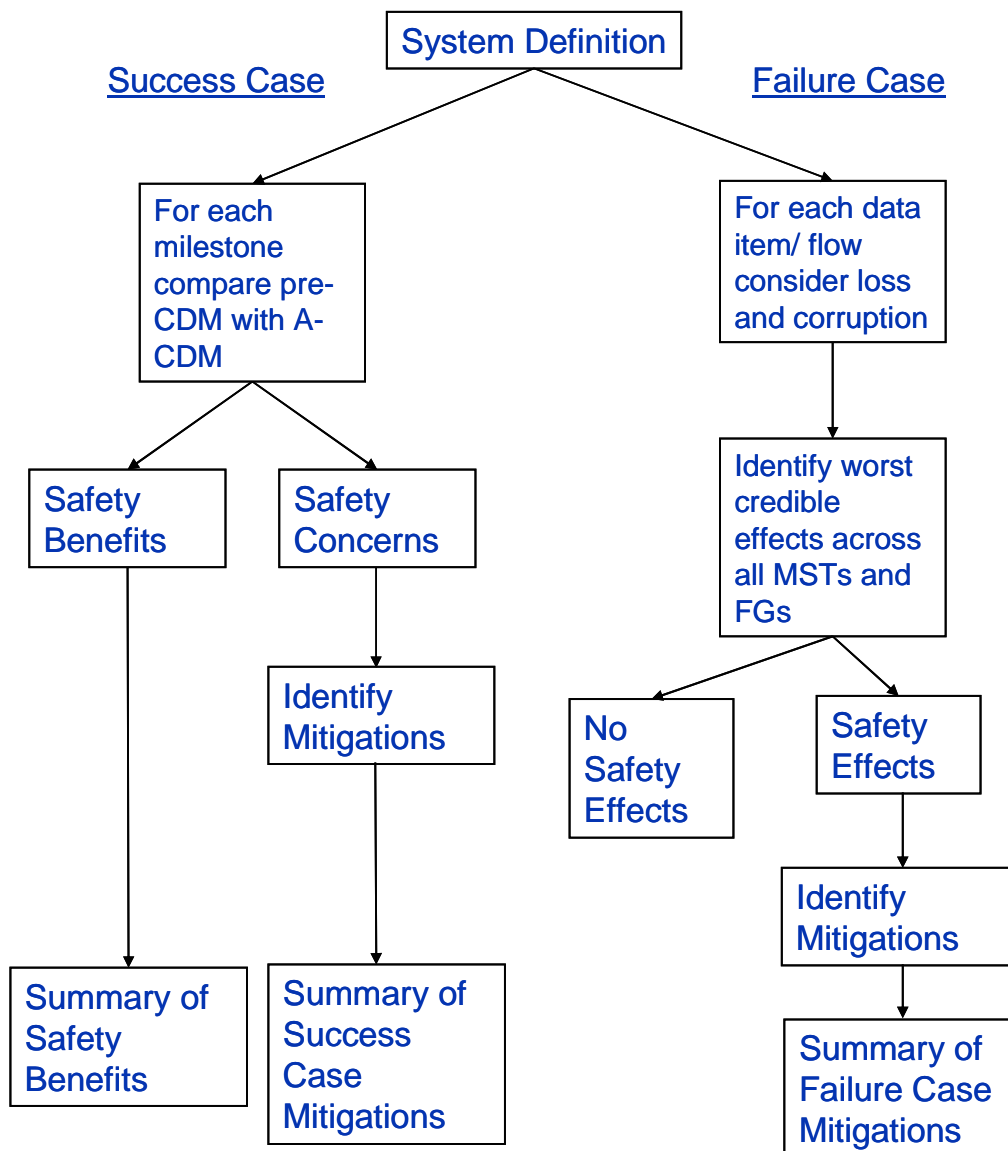 System Definition
Success Case
Failure Case
For each
milestone
compare pre-
CDM with A-
CDM
For each data
item/ flow
consider loss
and corruption
Safety
Benefits
Safety
Concerns
Identify worst
credible
effects across
all MSTs and
FGs
Identify
Mitigations
No
Safety
Effects
Safety
Effects
Identify
Mitigations
Summary of
Safety
Benefits
Summary of
Success
Case
Mitigations
Summary of
Failure Case
Mitigations